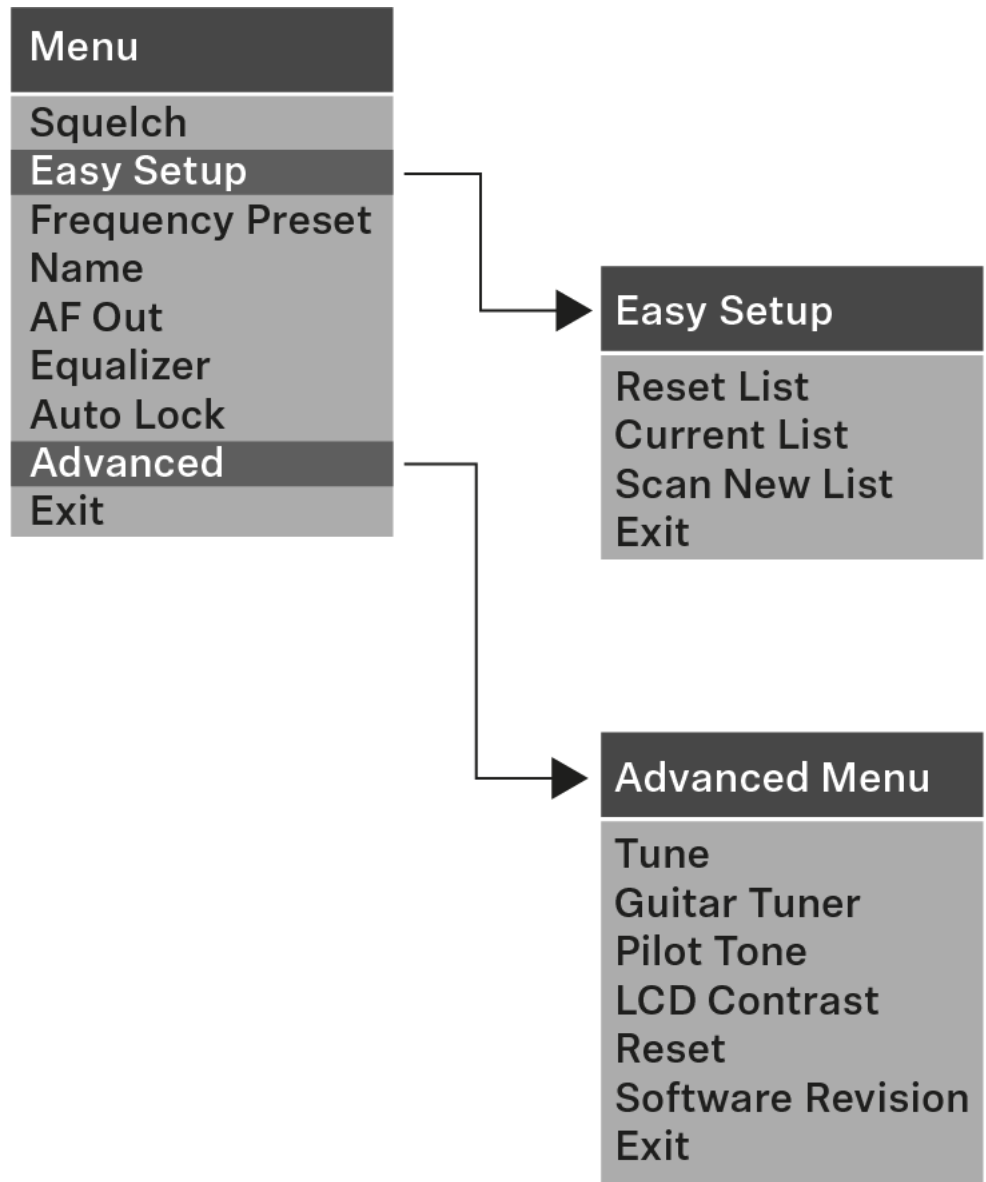 Menu
Squelch
Easy Setup
Frequency Preset
Name
AF Out
Equalizer
Auto Lock
Advanced
Exit
Easy Setup
Reset List
Current List
Scan New List
Exit
Advanced Menu
Tune
Guitar Tuner
Pilot Tone
LCD Contrast
Reset
Software Revision
Exit